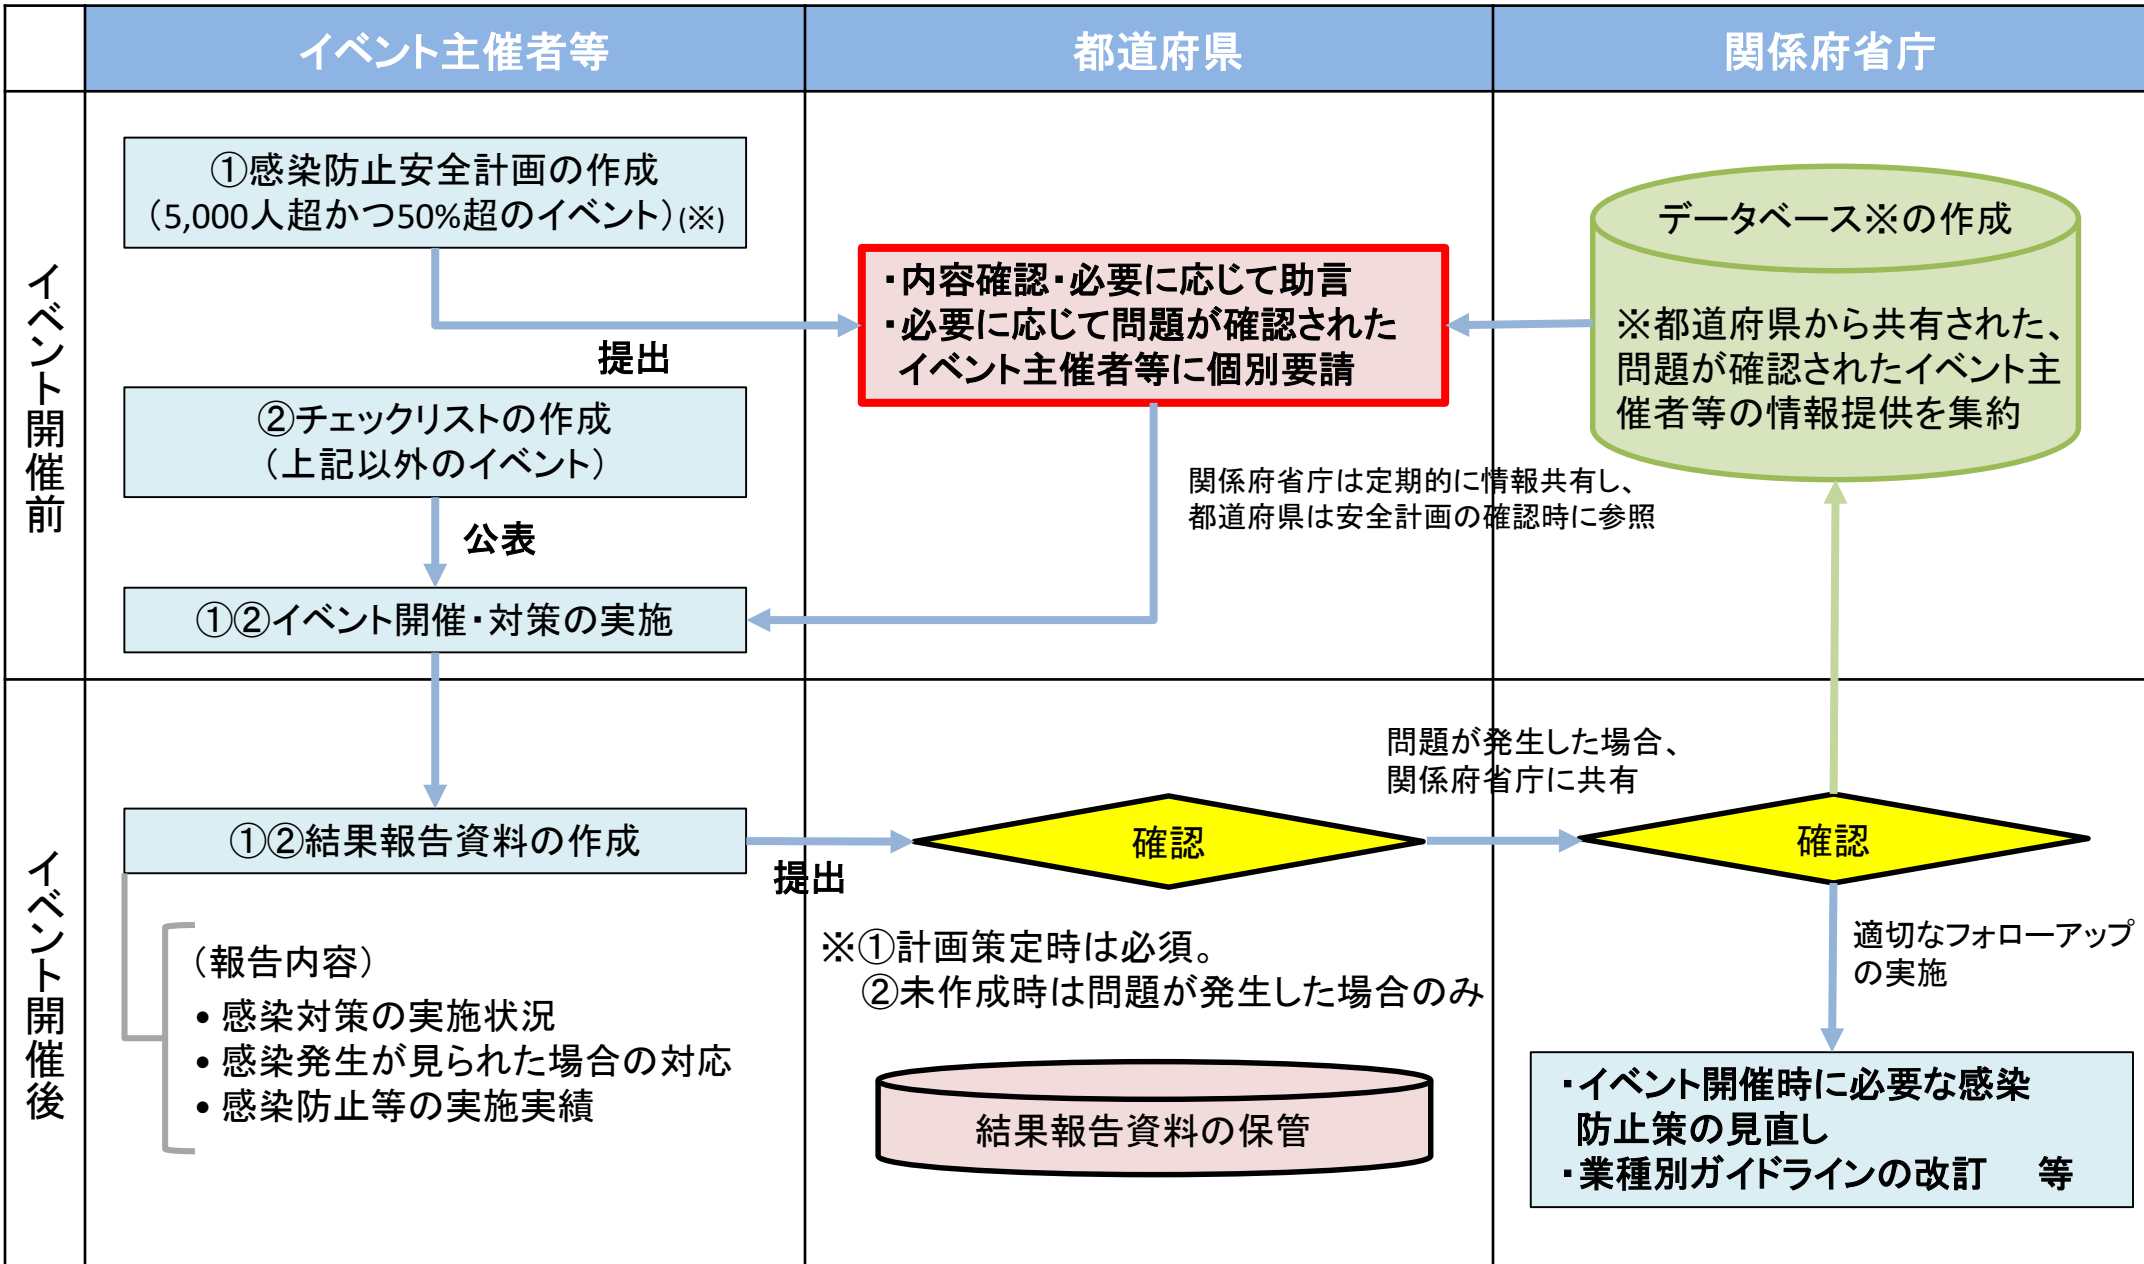 イベント主催者等
都道府県
関係府省庁
イベント開催前
①感染防止安全計画の作成
（5,000人超かつ50%超のイベント）(※)
提出
②チェックリストの作成
（上記以外のイベント）
公表
①②イベント開催・対策の実施
・内容確認・必要に応じて助言
・必要に応じて問題が確認された
イベント主催者等に個別要請
データベース※の作成
※都道府県から共有された、
問題が確認されたイベント主
催者等の情報提供を集約
関係府省庁は定期的に情報共有し、
都道府県は安全計画の確認時に参照
イベント開催後
①②結果報告資料の作成
提出
（報告内容）
• 感染対策の実施状況
• 感染発生が見られた場合の対応
• 感染防止等の実施実績
確認
※①計画策定時は必須。
②未作成時は問題が発生した場合のみ
結果報告資料の保管
問題が発生した場合、
関係府省庁に共有
確認
適切なフォローアップ
の実施
・イベント開催時に必要な感染
防止策の見直し
・業種別ガイドラインの改訂　等